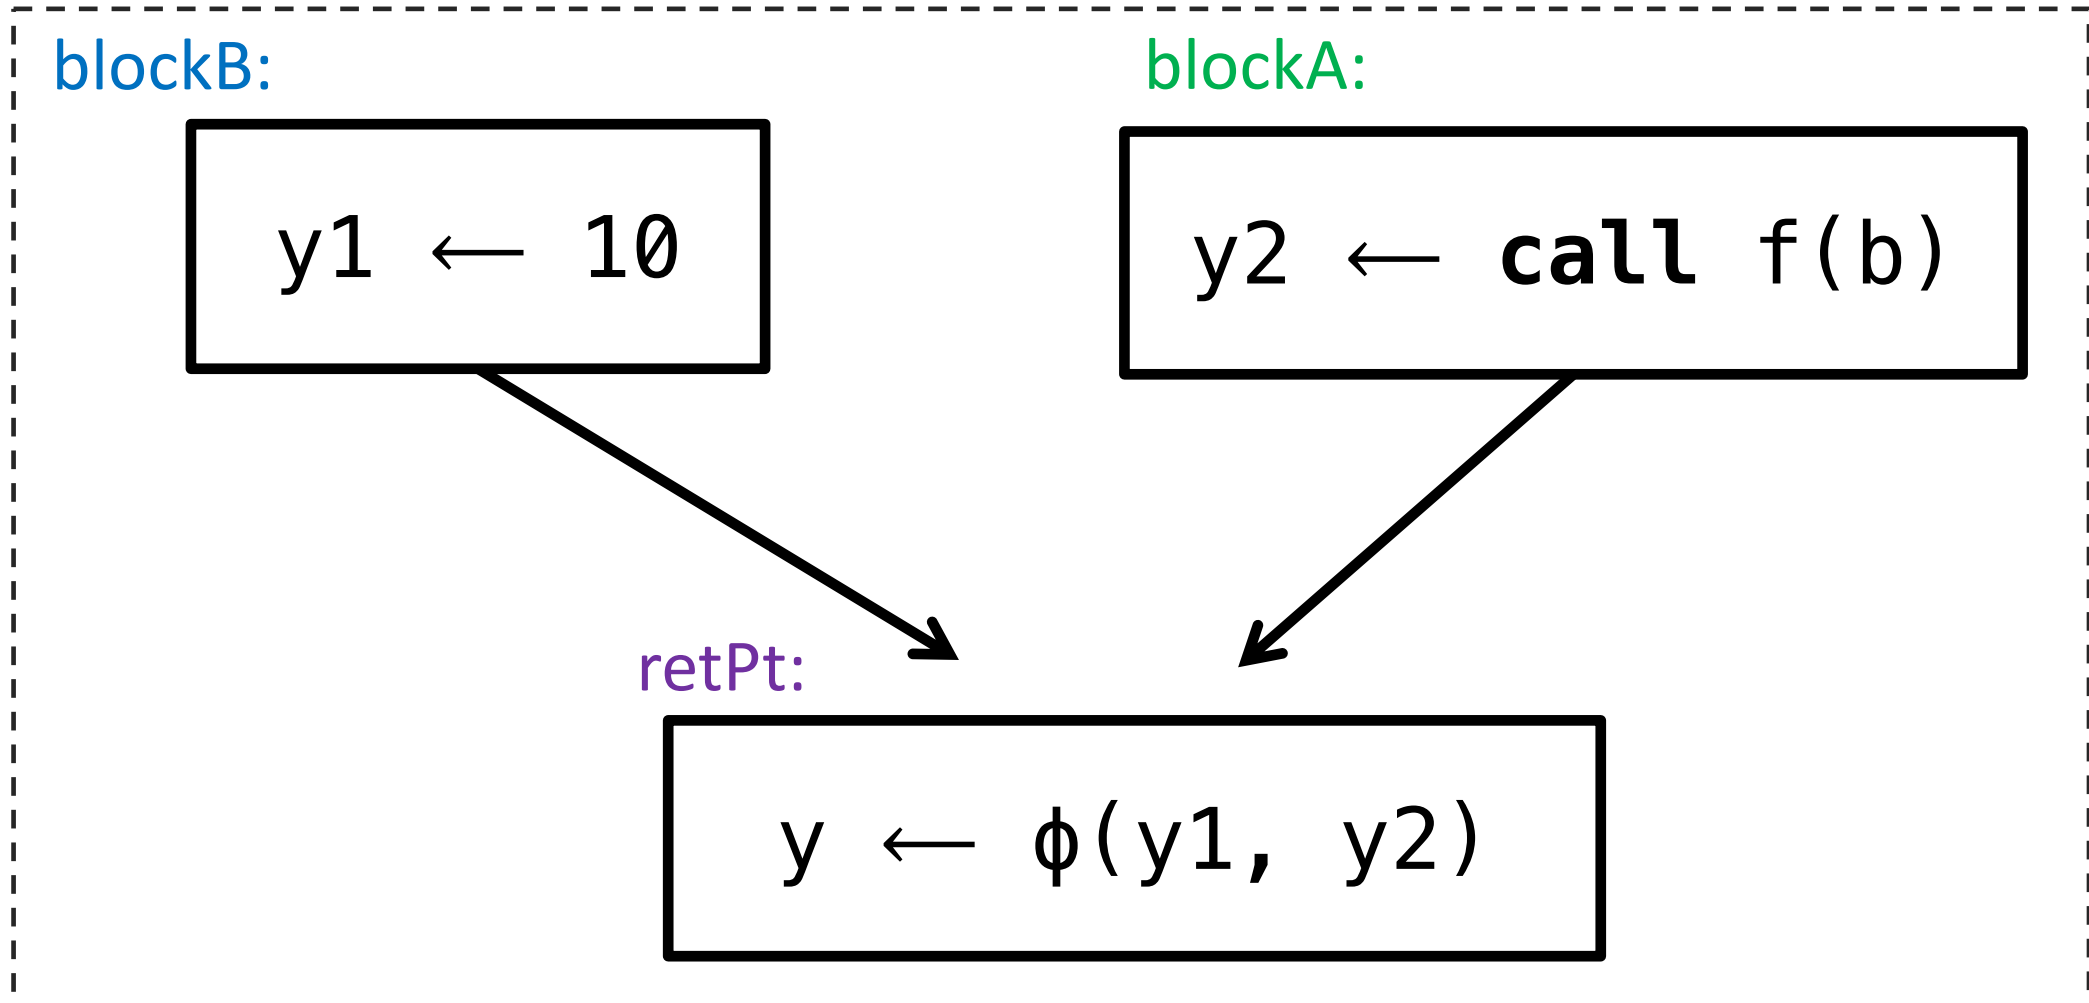 blockB:
y1 ⟵ 10
blockA:
y2 ⟵ call f(b)
retPt:
y ⟵ ϕ(y1, y2)